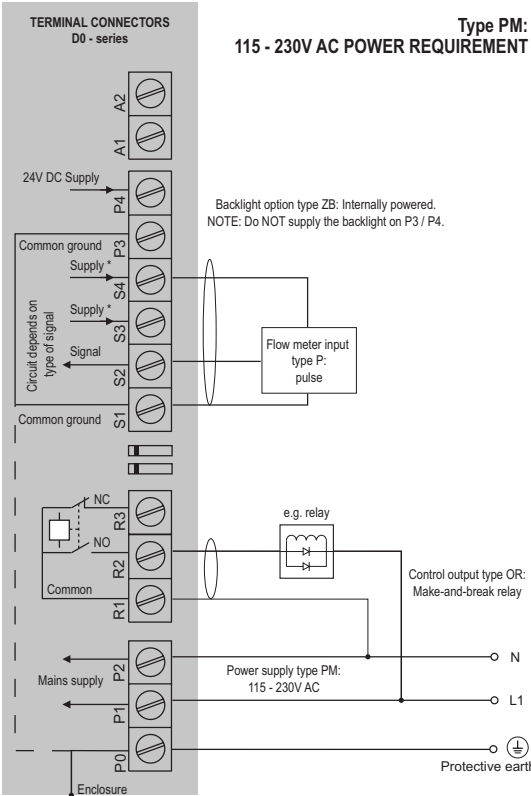 TERMINAL CONNECTORS
D0 - series
Type PM:
115 - 230V AC POWER REQUIREMENT
A2
A1
24V DC Supply
P4
Backlight option type ZB: Internally powered.
NOTE: Do NOT supply the backlight on P3 / P4.
Common ground
P3
Supply *
S4
Supply *
S3
Circuit depends on
type of signal
Signal
S2
Flow meter input
type P:
pulse
Common ground
S1
NC
R3
e.g. relay
NO
R2
Control output type OR:
Make-and-break relay
Common
R1
P2
N
Mains supply
Power supply type PM:
115 - 230V AC
P1
L1
P0
Protective earth
Enclosure